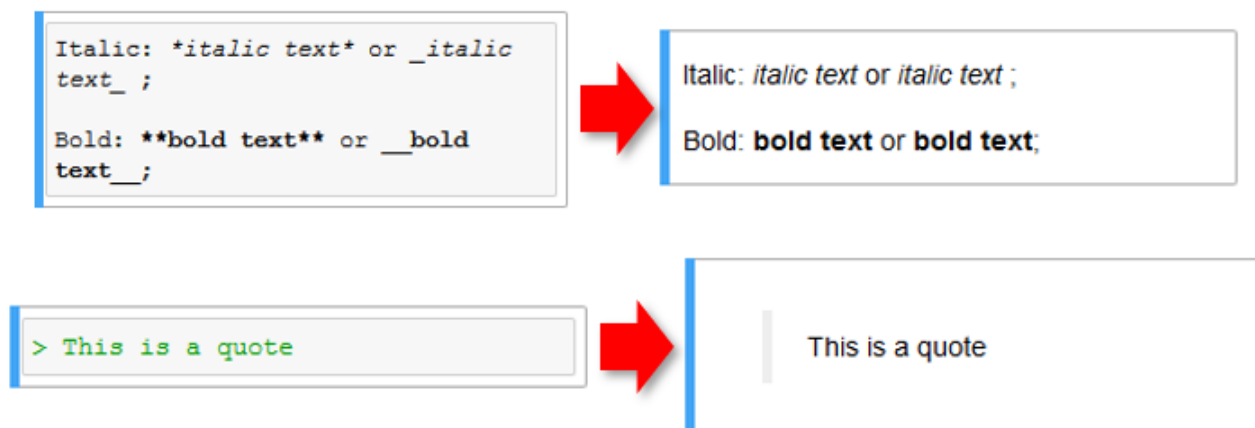 Italic: *italic text* or _italic
text_ ;
Bold: **bold text** or __bold
text__;
Italic: italic text or italic text ;
Bold: bold text or bold text;
> This is a quote
This is a quote